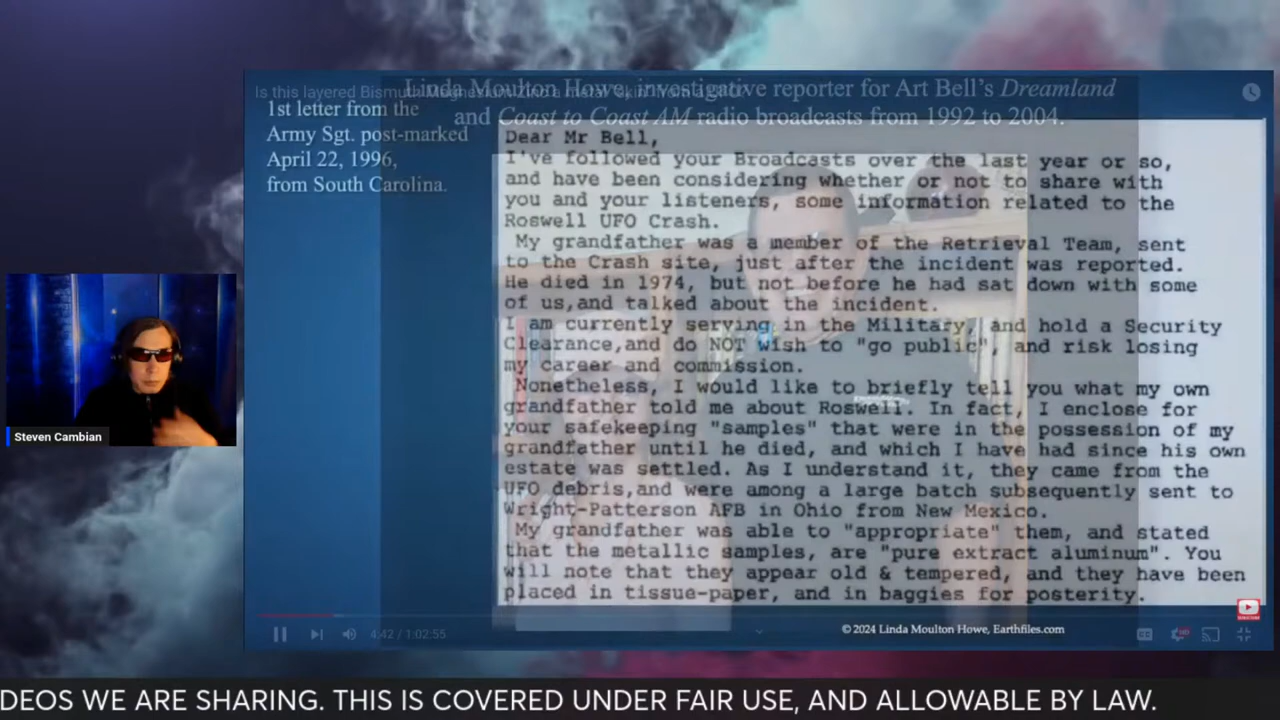 Linda Moulton Howe, investigative reporter for Art Bell's Dreamland
and Coast to Coast AM radio broadcasts from 1992 to 2004.
Is this layered Bismuth
1st letter from the
Army Sgt. post-marked
April 22, 1996,
from South Carolina.
Dear Mr Bell,
I've followed your Broadcasts over the last year or so,
and have been considering whether or not to share with
you and your listeners, some information related to the
Roswell UFO Crash.
My grandfather was a member of the Retrieval Team, sent
to the Crash site, just after the incident was reported.
He died in 1974, but not before he had sat down with some
of us,and talked about the incident.
I am currently serving in the Military, and hold a Security
Clearance,and do NOT wish to "go public", and risk losing
my career and commission.
Nonetheless, I would like to briefly tell you what my own
grandfather told me about Roswell. In fact, I enclose for
your safekeeping "samples" that were in the possession of my
grandfather until he died, and which I have had since his own
estate was settled. As I understand it, they came from the
UFO debris,and were among a large batch subsequently sent to
Wright-Patterson AFB in Ohio from New Mexico.
My grandfather was able to "appropriate" them, and stated
that the metallic samples, are "pure extract aluminum". You
will note that they appear old & tempered, and they have been
placed in tissue-paper, and in baggies for posterity.
Steven Cambian
4:42 / 1:02:55
© 2024 Linda Moulton Howe, Earthfiles.com
CC
HD
SUBSCRIBE
DEOS WE ARE SHARING. THIS IS COVERED UNDER FAIR USE, AND ALLOWABLE BY LAW.